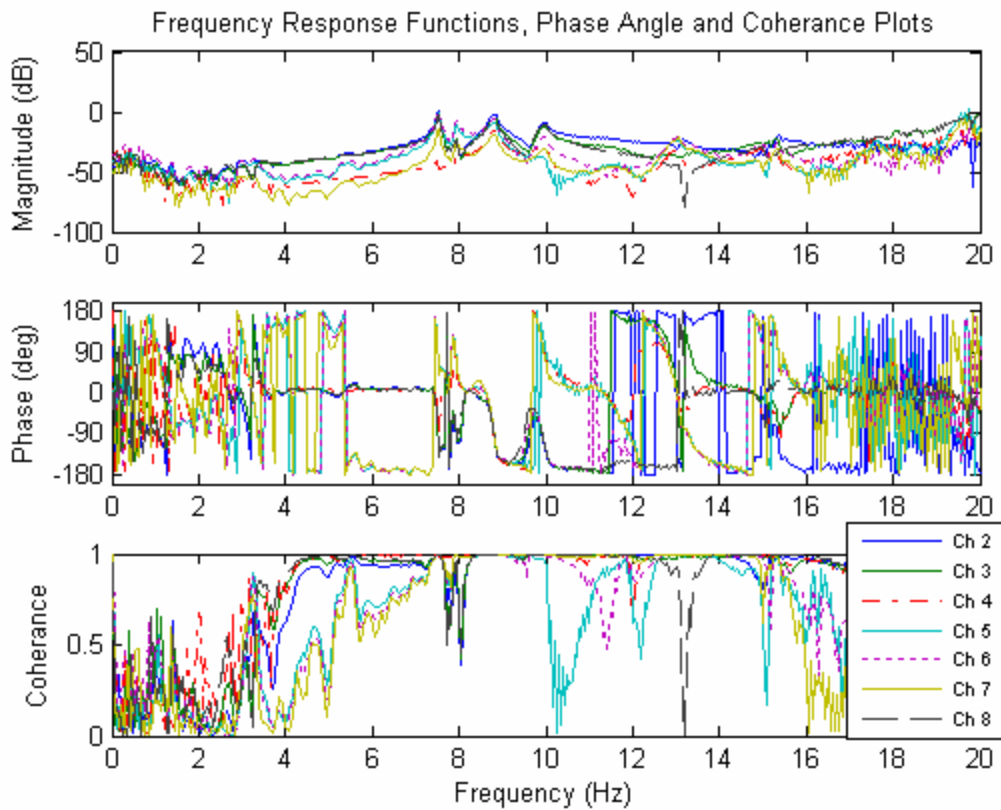 Frequency Response Functions, Phase Angle and Coherance Plots
Magnitude (dB)
50
0
-50
-100
0 2 4 6 8 10 12 14 16 18 20
Phase (deg)
180
90
0
-90
-180
0 2 4 6 8 10 12 14 16 18 20
Coherance
1
0.5
0
0 2 4 6 8 10 12 14 16 18 20
Frequency (Hz)
Ch 2
Ch 3
Ch 4
Ch 5
Ch 6
Ch 7
Ch 8